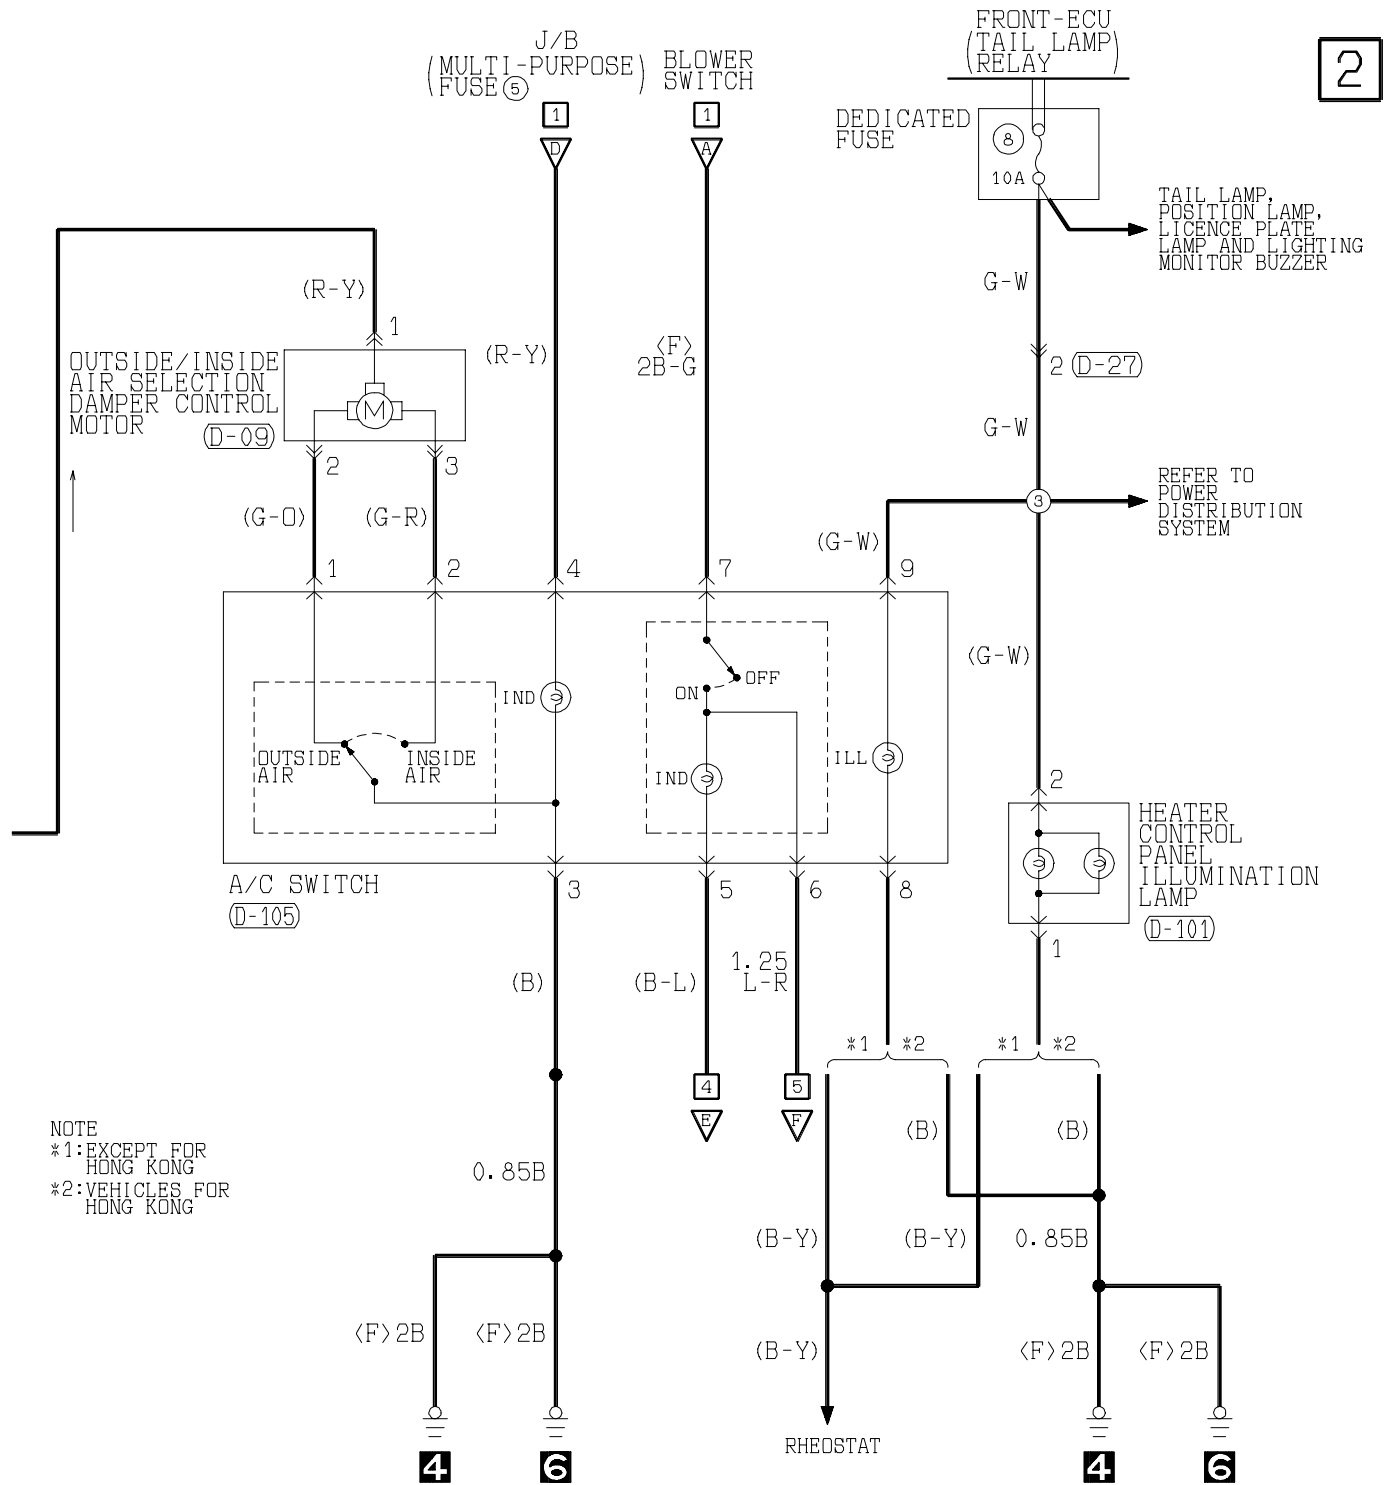 FRONT-ECU
(TAIL LAMP)
RELAY
2
J/B
(MULTI-PURPOSE)
FUSE 5
BLOWER
SWITCH
1
D
1
A
DEDICATED
FUSE
8
10A
TAIL LAMP,
POSITION LAMP,
LICENCE PLATE
LAMP AND LIGHTING
MONITOR BUZZER
G-W
(R-Y)
1
(R-Y)
<F>
2B-G
2 (D-27)
OUTSIDE/INSIDE
AIR SELECTION
DAMPER CONTROL
MOTOR
(D-09)
M
G-W
2
3
REFER TO
POWER
DISTRIBUTION
SYSTEM
3
(G-O)
(G-R)
(G-W)
1
2
4
7
9
(G-W)
IND
OFF
ON
OUTSIDE
AIR
INSIDE
AIR
IND
ILL
2
HEATER
CONTROL
PANEL
ILLUMINATION
LAMP
(D-101)
A/C SWITCH
(D-105)
3
5
6
8
1
(B)
(B-L)
1.25
L-R
*1
*2
*1
*2
4
E
5
F
(B)
(B)
NOTE
*1:EXCEPT FOR
HONG KONG
*2:VEHICLES FOR
HONG KONG
0.85B
(B-Y)
(B-Y)
0.85B
<F>2B
<F>2B
(B-Y)
<F>2B
<F>2B
RHEOSTAT
4
6
4
6